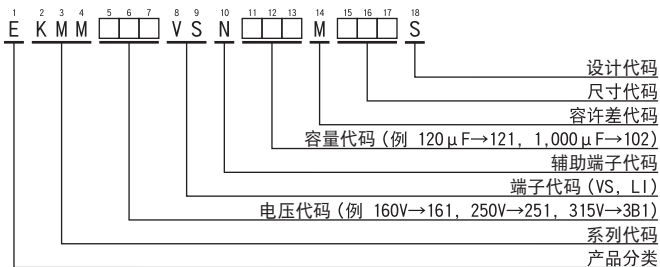 1 2 3 4 5 6 7 8 9 10 11 12 13 14 15 16 17 18
E KMM □□□ VS N □□□ M □□□ S
设计代码
尺寸代码
容许差代码
容量代码 (例 120μF→121, 1,000μF→102)
辅助端子代码
端子代码 (VS, LI)
电压代码 (例 160V→161, 250V→251, 315V→3B1)
系列代码
产品分类